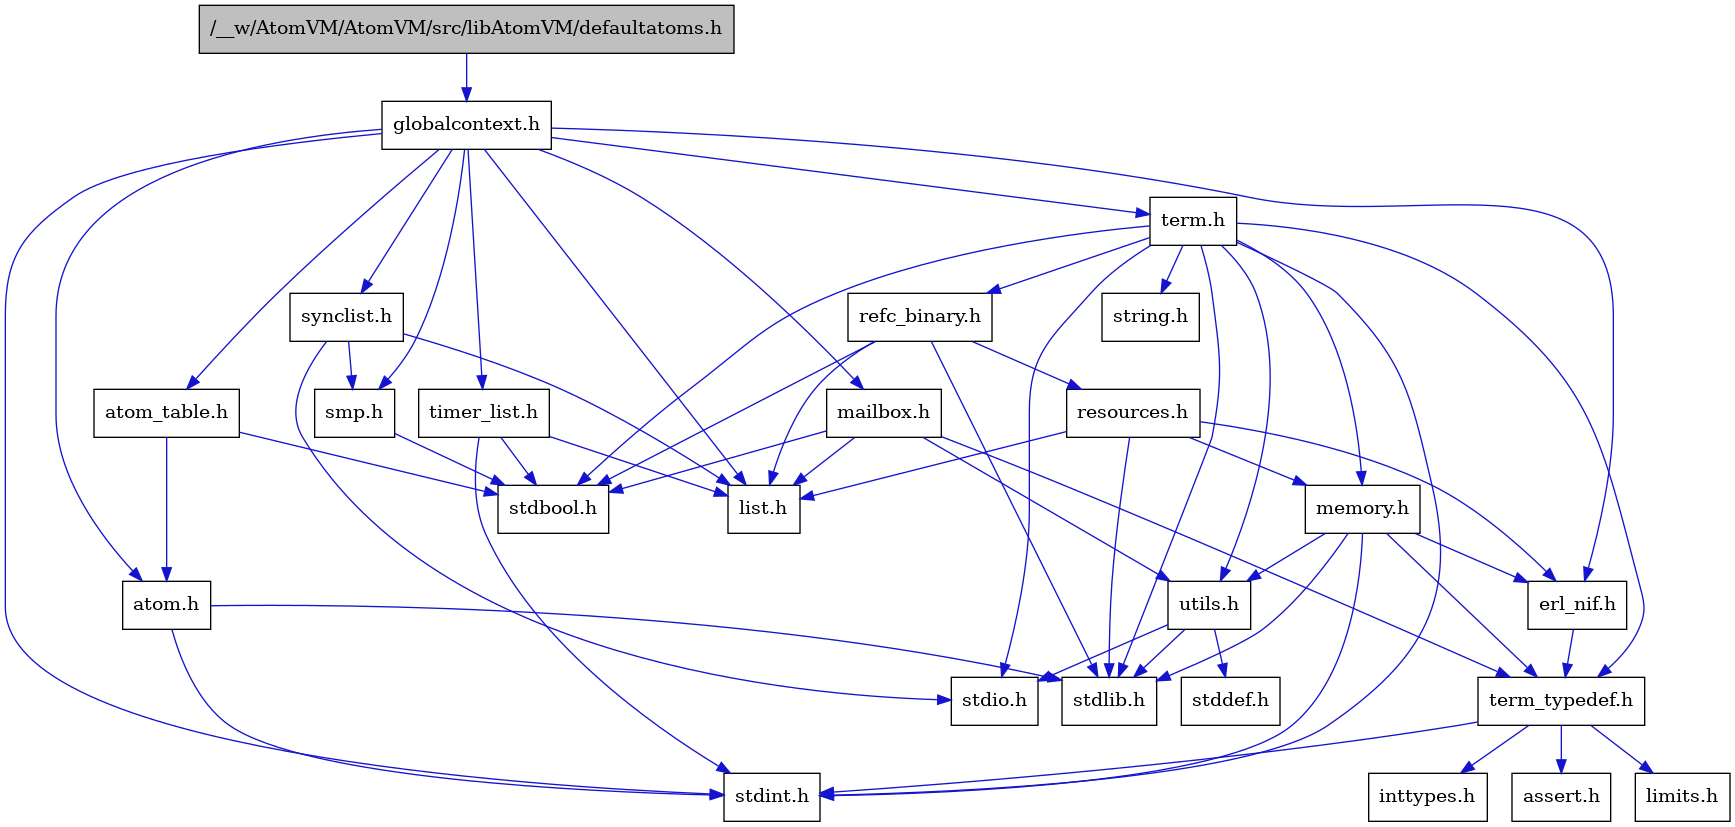 /__w/AtomVM/AtomVM/src/libAtomVM/defaultatoms.h
globalcontext.h
term.h
synclist.h
refc_binary.h
string.h
atom_table.h
smp.h
timer_list.h
mailbox.h
resources.h
stdbool.h
list.h
memory.h
atom.h
utils.h
erl_nif.h
stdio.h
stdlib.h
stddef.h
term_typedef.h
stdint.h
inttypes.h
assert.h
limits.h